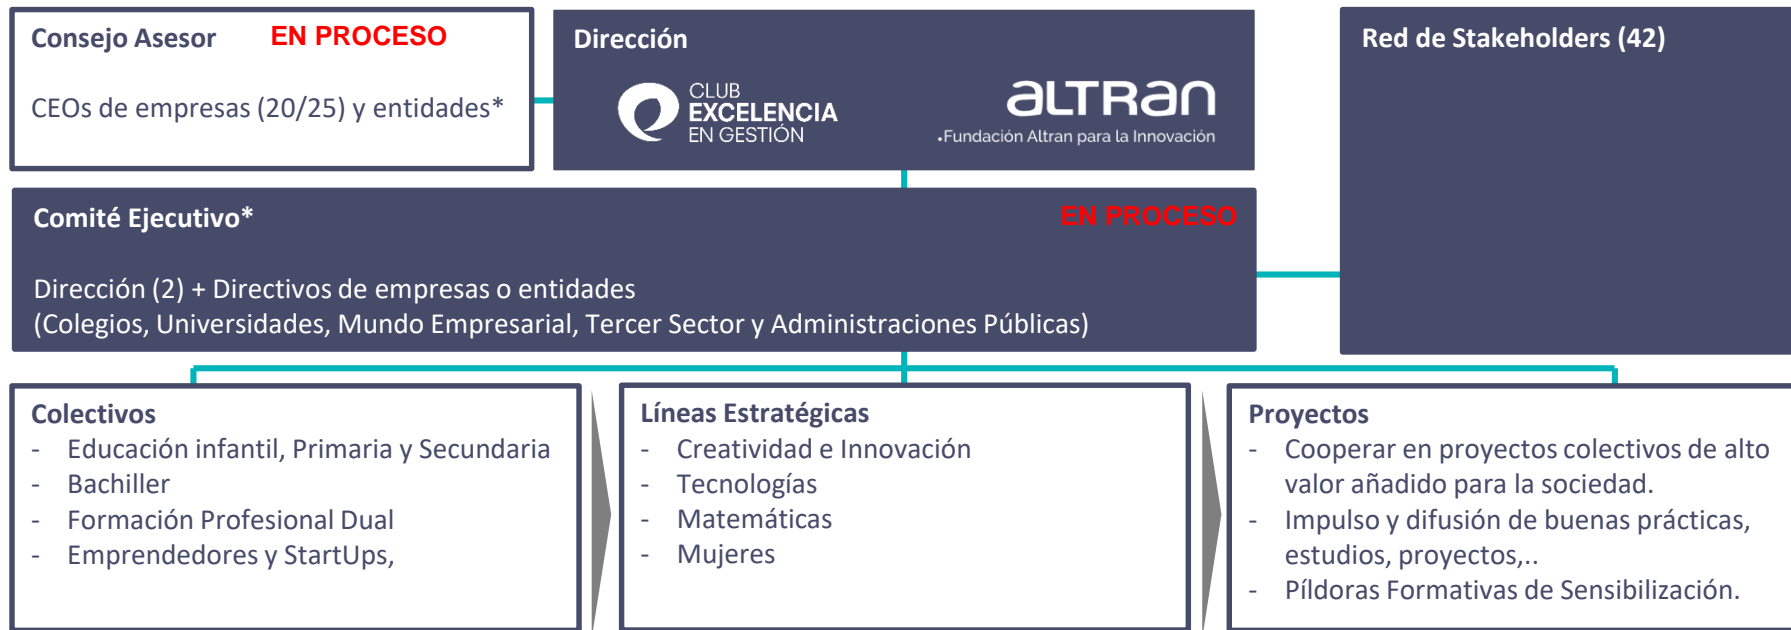 Consejo Asesor EN PROCESO
CEOs de empresas (20/25) y entidades*
Dirección
CLUB
EXCELENCIA
EN GESTIÓN
aLTRan
.Fundación Altran para la Innovación
Red de Stakeholders (42)
Comité Ejecutivo* EN PROCESO
Dirección (2) + Directivos de empresas o entidades
(Colegios, Universidades, Mundo Empresarial, Tercer Sector y Administraciones Públicas)
Colectivos
- Educación infantil, Primaria y Secundaria
- Bachiller
- Formación Profesional Dual
- Emprendedores y StartUps,
Líneas Estratégicas
- Creatividad e Innovación
- Tecnologías
- Matemáticas
- Mujeres
Proyectos
- Cooperar en proyectos colectivos de alto
valor añadido para la sociedad.
- Impulso y difusión de buenas prácticas,
estudios, proyectos,..
- Píldoras Formativas de Sensibilización.